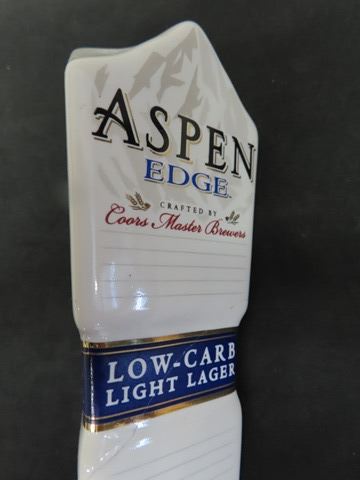 ASPEN
EDGE
CRAFTED BY
Coors Master Brewers
LOW-CARB
LIGHT LAGER